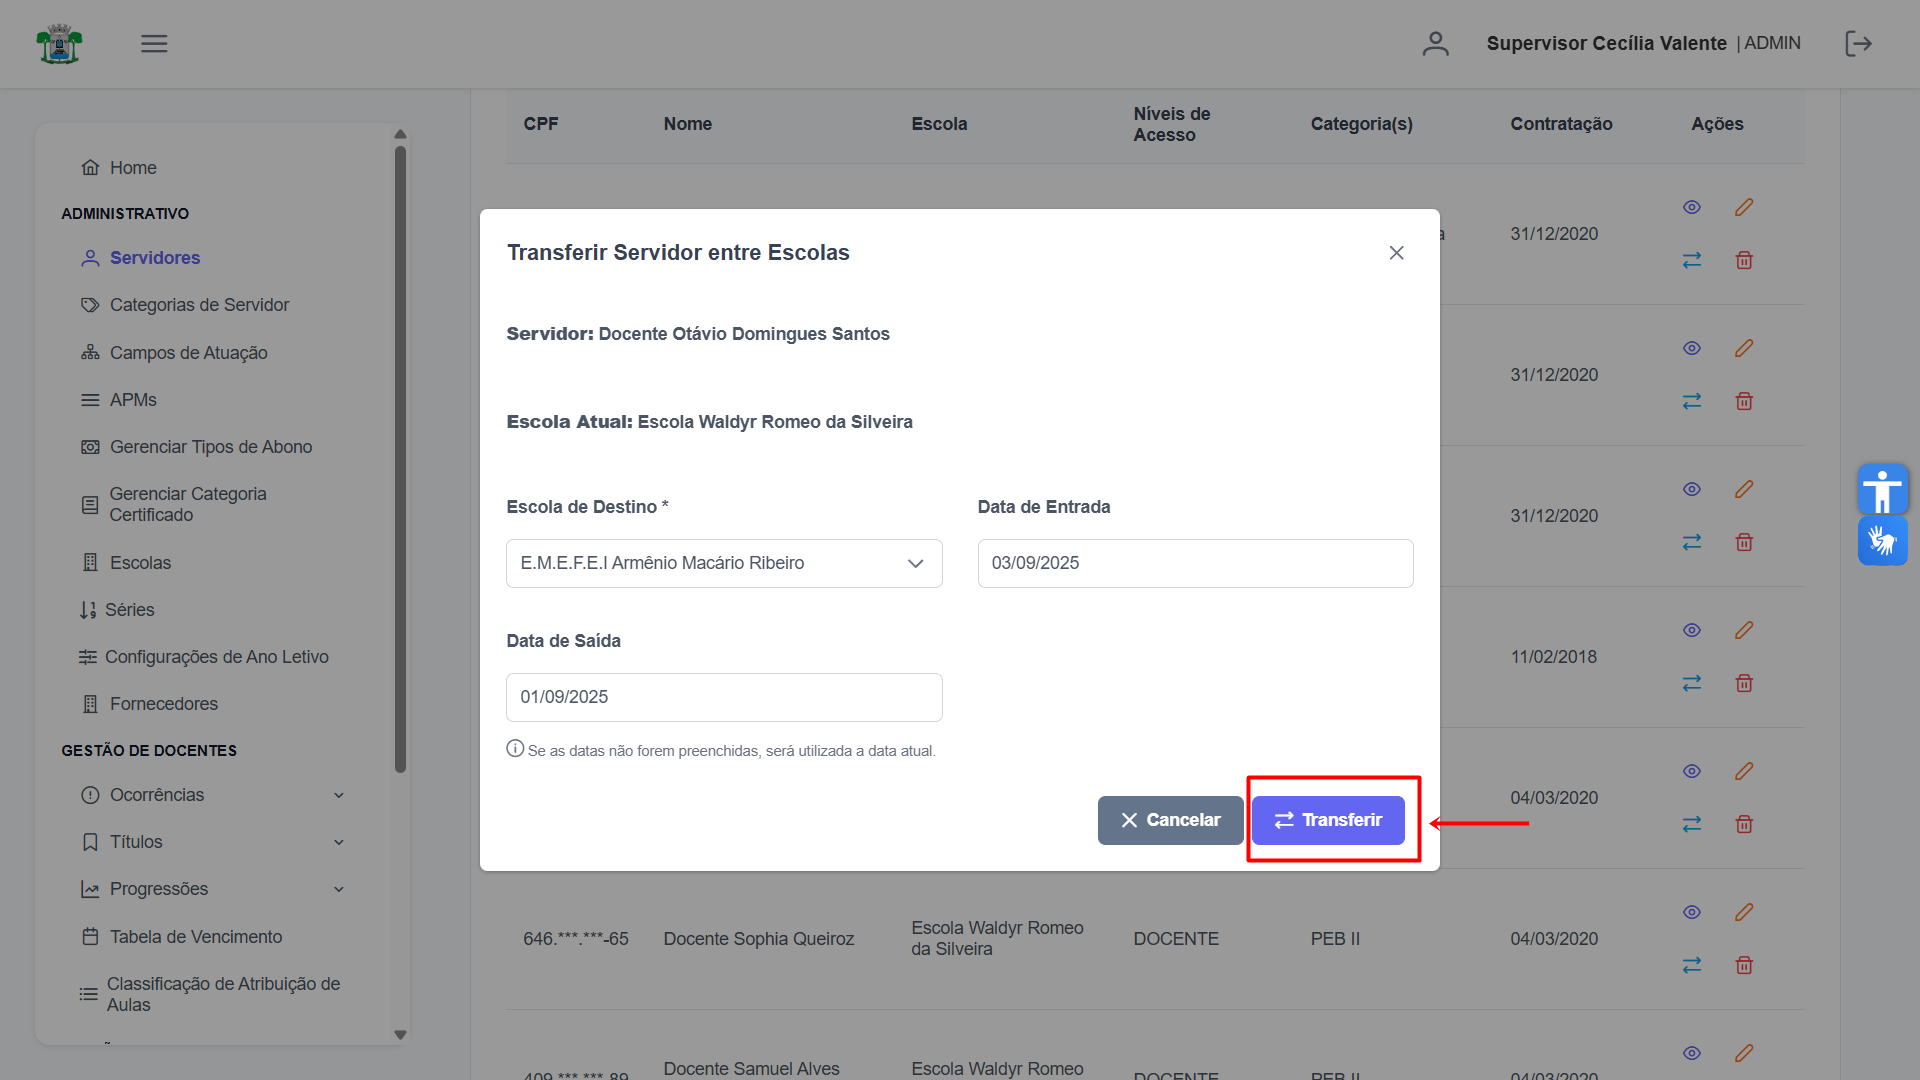 Supervisor Cecília Valente | ADMIN
Home
ADMINISTRATIVO
Servidores
Categorias de Servidor
Campos de Atuação
APMs
Gerenciar Tipos de Abono
Gerenciar Categoria
Certificado
Escolas
Séries
Configurações de Ano Letivo
Fornecedores
GESTÃO DE DOCENTES
Ocorrências
Títulos
Progressões
Tabela de Vencimento
Classificação de Atribuição de
Aulas
CPF Nome Escola Níveis de Acesso Categoria(s) Contratação Ações
31/12/2020
31/12/2020
31/12/2020
11/02/2018
04/03/2020
Transferir Servidor entre Escolas
Servidor: Docente Otávio Domingues Santos
Escola Atual: Escola Waldyr Romeo da Silveira
Escola de Destino * Data de Entrada
E.M.E.F.E.I Armênio Macário Ribeiro 03/09/2025
Data de Saída
01/09/2025
Se as datas não forem preenchidas, será utilizada a data atual.
Cancelar Transferir
646.***.***-65 Docente Sophia Queiroz Escola Waldyr Romeo da Silveira DOCENTE PEB II 04/03/2020
409.***.***-89 Docente Samuel Alves Escola Waldyr Romeo DOCENTE PEB II 04/03/2020